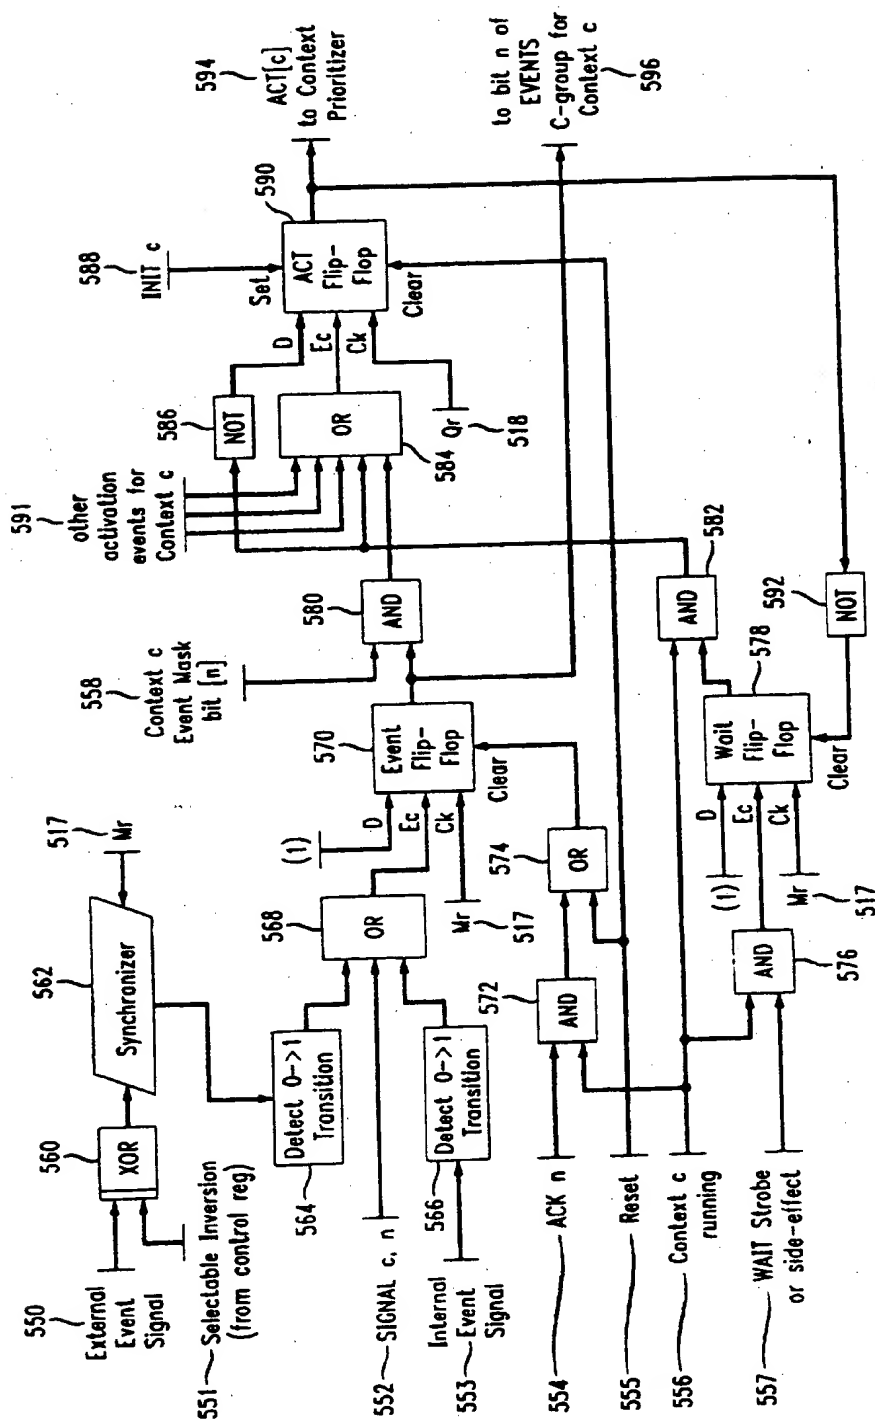 550
External
Event
Signal
551
Selectable Inversion
(from control reg)
560
XOR
562
Synchronizer
517
Mr
564
Detect 0->1
Transition
552
SIGNAL c, n
553
Internal
Event
Signal
566
Detect 0->1
Transition
568
OR
(1)
D
Ec
Ck
Mr
517
570
Event
Flip-
Flop
Clear
558
Context c
Event Mask
bit [n]
580
AND
591
other
activation
events for
Context c
586
NOT
OR
584
D
Ec
Ck
Qr
518
588
INIT c
Set
ACT
Flip-
Flop
590
Clear
594
ACT[c]
to Context
Prioritizer
to bit n of
EVENTS
C-group for
Context c
596
554
ACK n
555
Reset
556
Context c
running
557
WAIT Strobe
or side-effect
572
AND
574
OR
AND
576
(1)
D
Ec
Ck
Mr
517
Wait
Flip-
Flop
578
Clear
AND
582
NOT
592